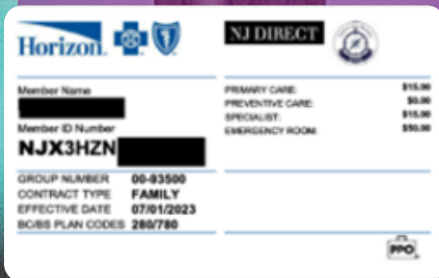 Horizon
NJ DIRECT
Member Name
Member ID Number
NJX3HZN
GROUP NUMBER 00-83500
CONTRACT TYPE FAMILY
EFFECTIVE DATE 07/01/2023
BC/BS PLAN CODES 280/780
PRIMARY CARE: $15.00
PREVENTIVE CARE: $0.00
SPECIALIST: $15.00
EMERGENCY ROOM: $50.00
PPO